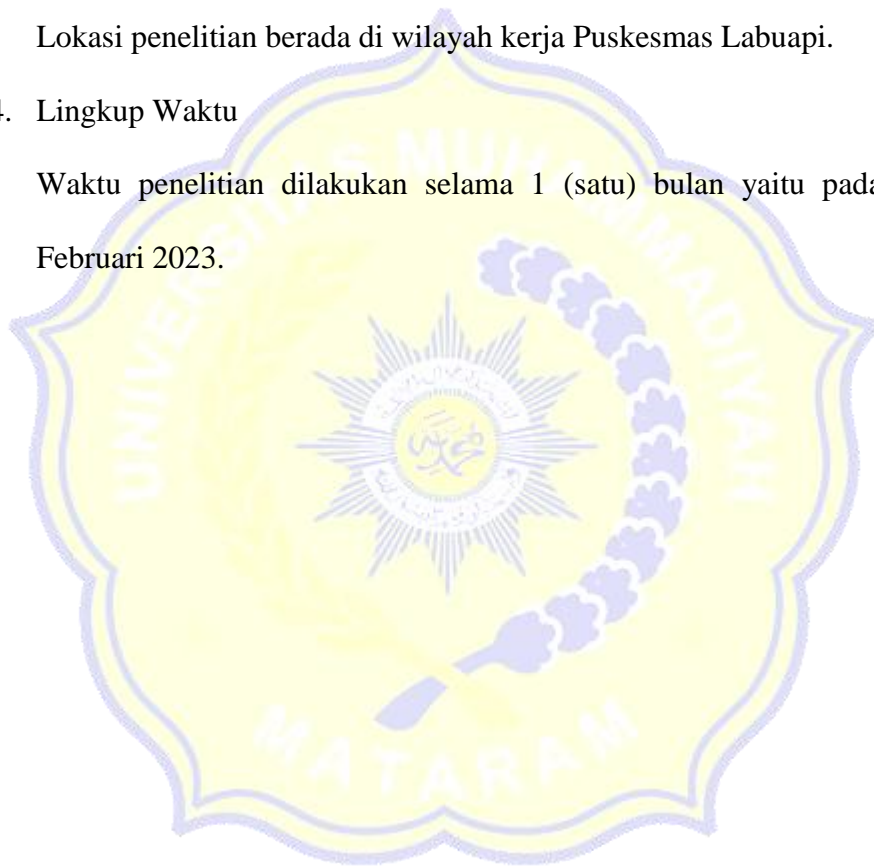 Lokasi penelitian berada di wilayah kerja Puskesmas Labuapi.
4. Lingkup Waktu
Waktu penelitian dilakukan selama 1 (satu) bulan yaitu pada
Februari 2023.
UNIVERSITAS MUHAMMADIYAH
MATARAM